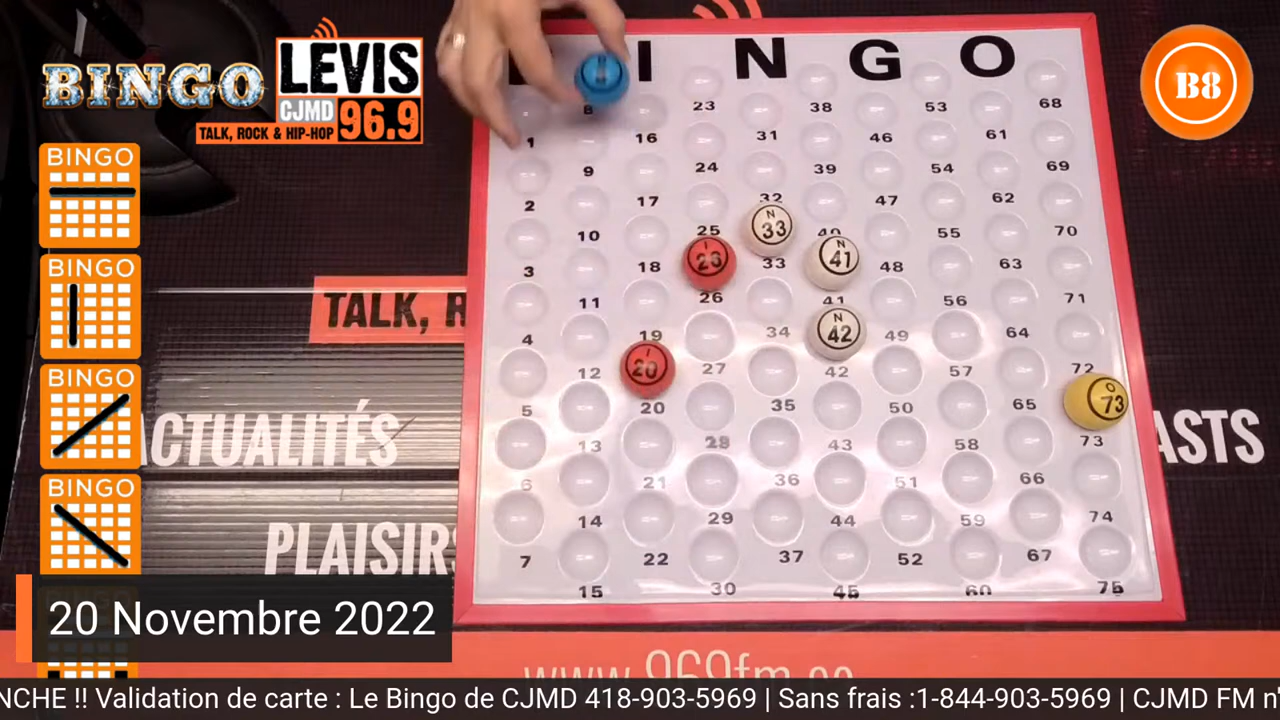 BINGO
LEVIS
CJMD
96.9
TALK, ROCK & HIP-HOP
BINGO
BINGO
BINGO
BINGO
I N G O
B8
8 23 38 53 68
1 16 31 46 61
9 24 39 54 69
2 17 32 47 62
10 25 40 55 70
3 18 33 48 63
11 26 41 56 71
4 19 34 49 64
12 27 42 57 72
5 20 35 50 65
13 28 43 58 73
6 21 36 51 66
14 29 44 59 74
7 22 37 52 67
15 30 45 60 75
N 33
N 41
N 42
I 20
O 73
TALK, R
ACTUALITÉS
PLAISIRS
ASTS
20 Novembre 2022
www.969fm.ca
NCHE !! Validation de carte : Le Bingo de CJMD 418-903-5969 | Sans frais :1-844-903-5969 | CJMD FM n'